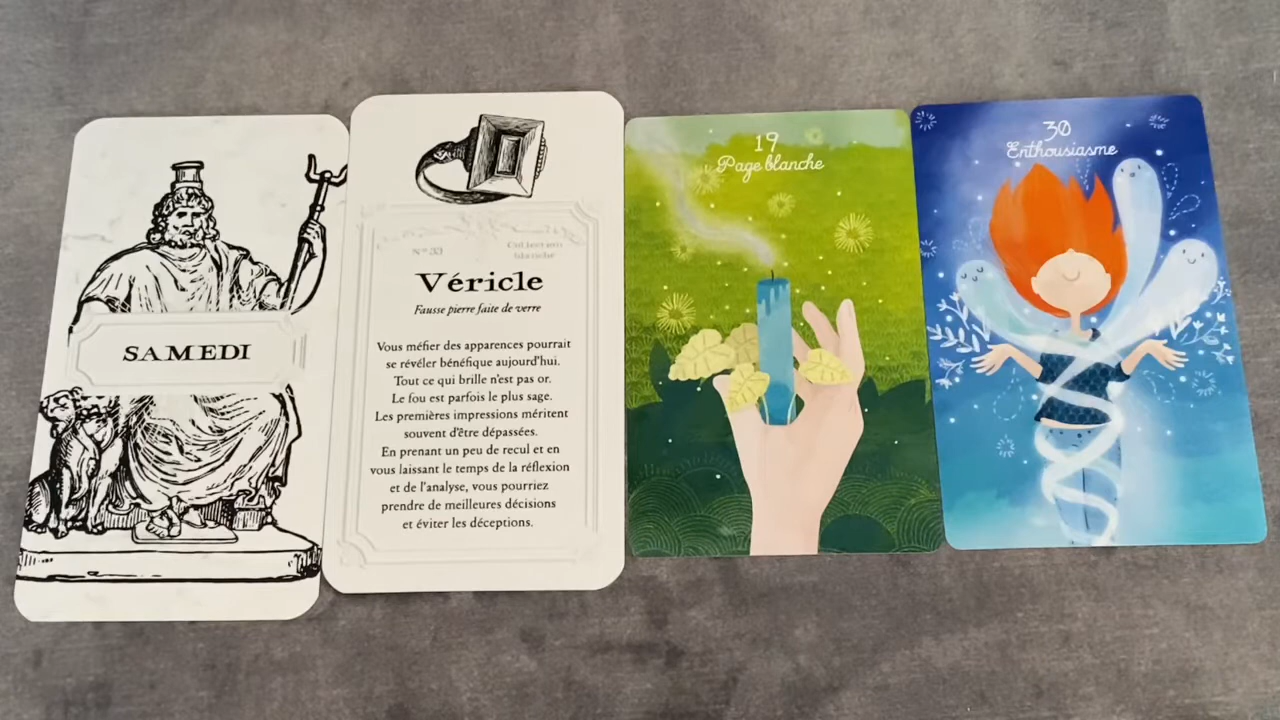 SAMEDI
N° 33
Véricle
Fausse pierre faite de verre
Vous méfier des apparences pourrait
se révéler bénéfique aujourd'hui.
Tout ce qui brille n'est pas or.
Le fou est parfois le plus sage.
Les premières impressions méritent
souvent d'être dépassées.
En prenant un peu de recul et en
vous laissant le temps de la réflexion
et de l'analyse, vous pourriez
prendre de meilleures décisions
et éviter les déceptions.
19
Page blanche
30
Enthousiasme